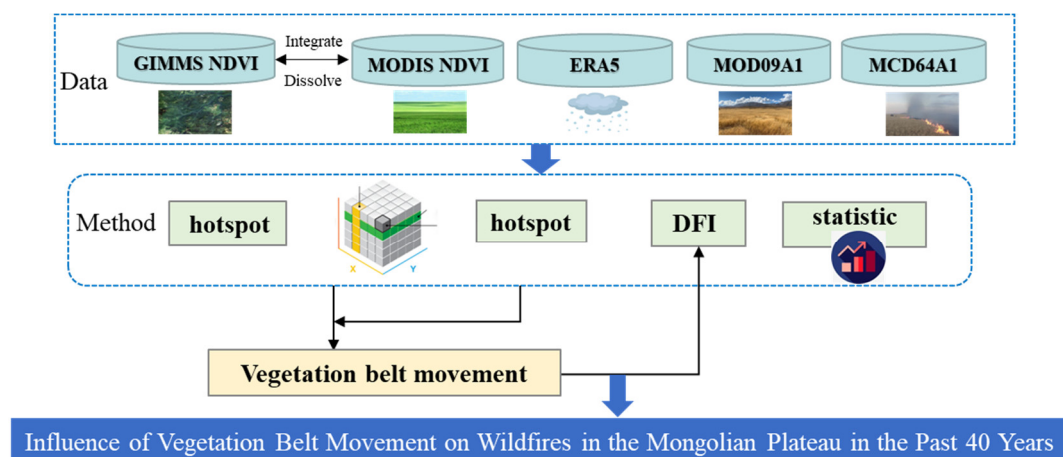 Integrate
GIMMS NDVI
MODIS NDVI
ERA5
MOD09A1
MCD64A1
Dissolve
Data
Method
hotspot
hotspot
DFI
statistic
X
Y
Vegetation belt movement
Influence of Vegetation Belt Movement on Wildfires in the Mongolian Plateau in the Past 40 Years